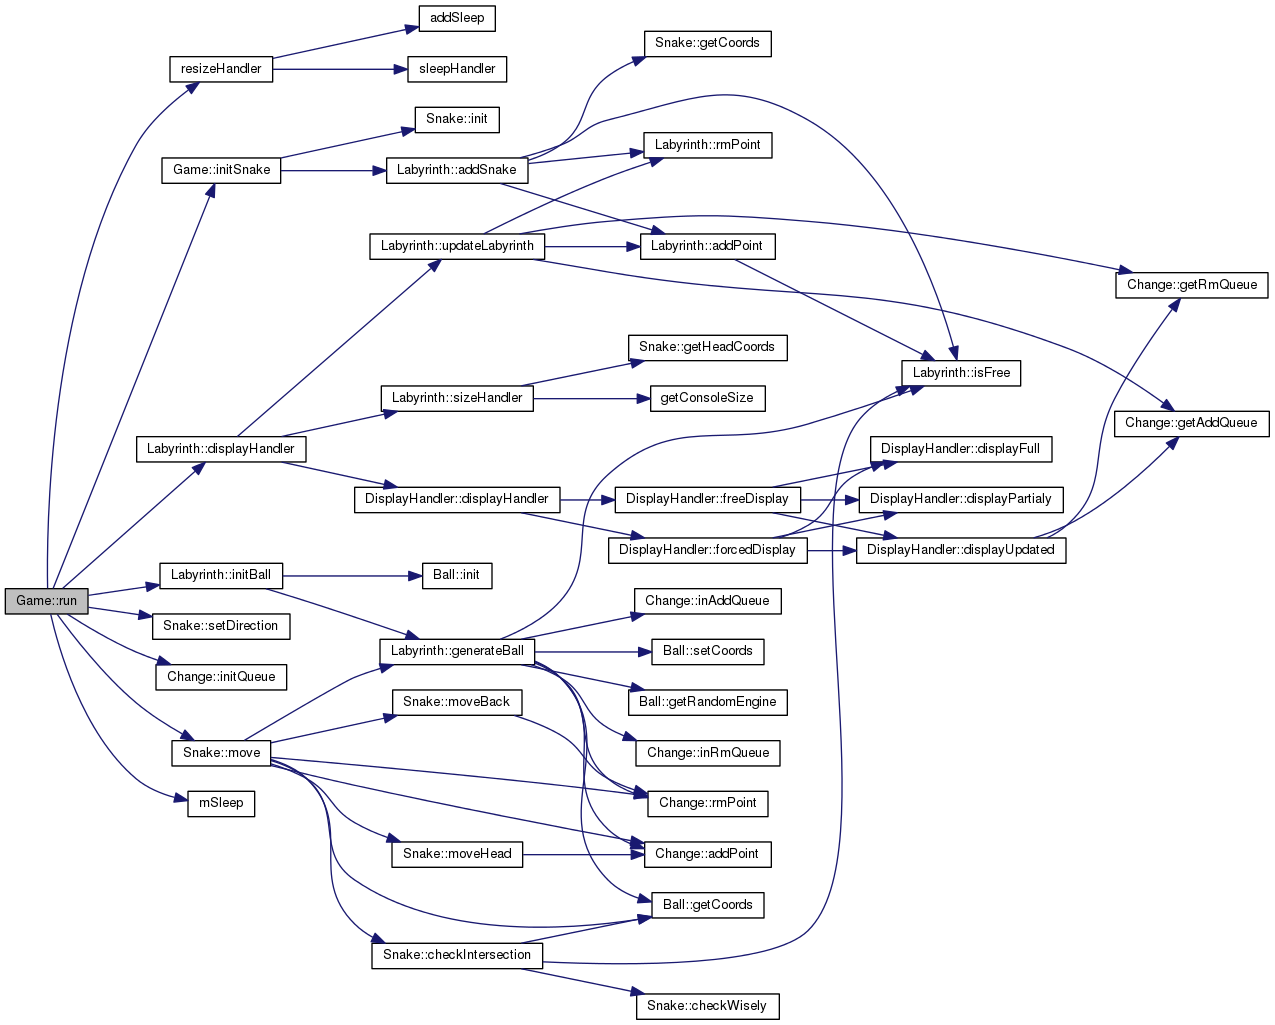 addSleep
Snake::getCoords
resizeHandler
sleepHandler
Snake::init
Labyrinth::rmPoint
Game::initSnake
Labyrinth::addSnake
Labyrinth::updateLabyrinth
Labyrinth::addPoint
Change::getRmQueue
Snake::getHeadCoords
Labyrinth::isFree
Labyrinth::sizeHandler
getConsoleSize
Change::getAddQueue
Labyrinth::displayHandler
DisplayHandler::displayFull
DisplayHandler::displayHandler
DisplayHandler::freeDisplay
DisplayHandler::displayPartialy
DisplayHandler::forcedDisplay
DisplayHandler::displayUpdated
Labyrinth::initBall
Ball::init
Game::run
Change::inAddQueue
Snake::setDirection
Labyrinth::generateBall
Ball::setCoords
Change::initQueue
Snake::moveBack
Ball::getRandomEngine
Snake::move
Change::inRmQueue
mSleep
Change::rmPoint
Snake::moveHead
Change::addPoint
Ball::getCoords
Snake::checkIntersection
Snake::checkWisely